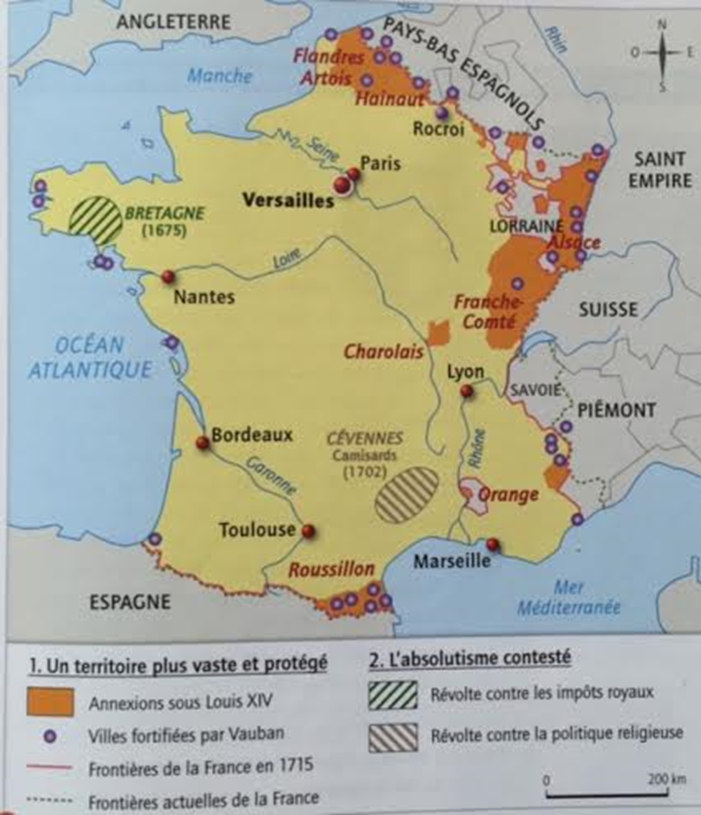 ANGLETERRE
PAYS-BAS ESPAGNOLS
Rhin
N
O
E
S
Manche
Flandres
Artois
Hainaut
Rocroi
Seine
Paris
Versailles
SAINT
EMPIRE
BRETAGNE
(1675)
LORRAINE
Alsace
Loire
Nantes
Franche-
Comté
SUISSE
OCÉAN
ATLANTIQUE
Charolais
Lyon
SAVOIE
PIÉMONT
Bordeaux
CÉVENNES
Camisards
(1702)
Rhône
Garonne
Orange
Toulouse
Marseille
Roussillon
Mer
Méditerranée
ESPAGNE
1. Un territoire plus vaste et protégé
Annexions sous Louis XIV
Villes fortifiées par Vauban
Frontières de la France en 1715
Frontières actuelles de la France
2. L'absolutisme contesté
Révolte contre les impôts royaux
Révolte contre la politique religieuse
0 200 km